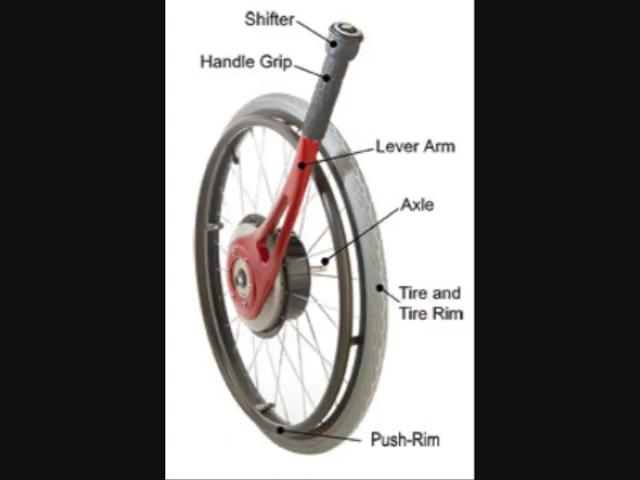 Shifter
Handle Grip
Lever Arm
Axle
Tire and
Tire Rim
Push-Rim